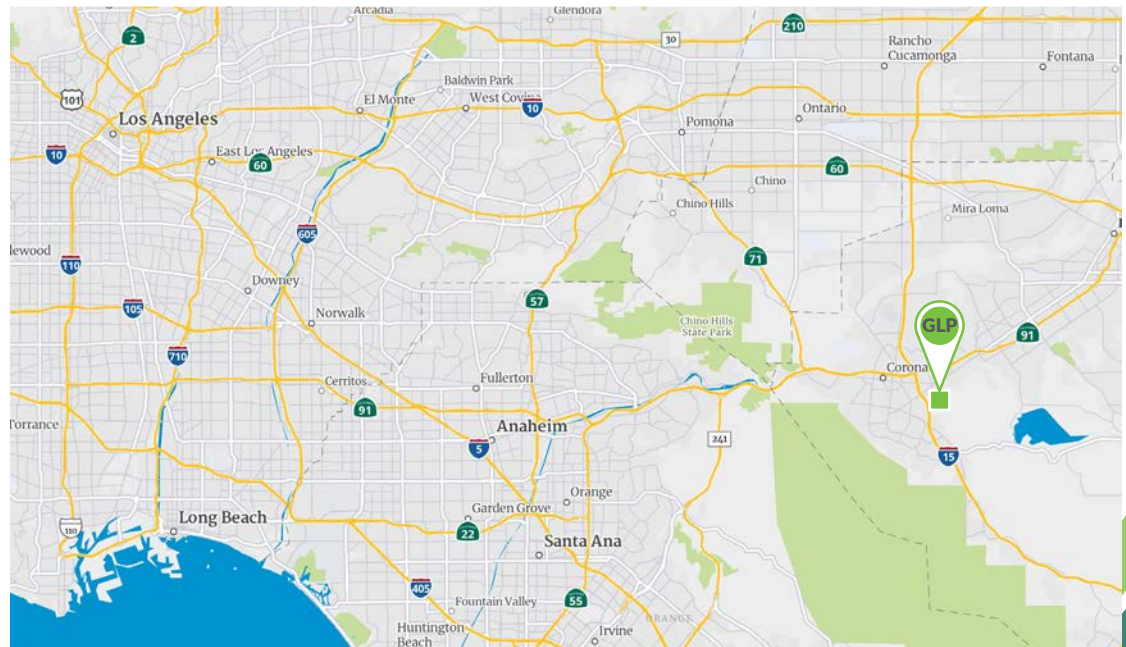 Arcadia
Glendora
2
30
210
Rancho
Cucamonga
Fontana
Baldwin Park
101
El Monte
West Covina
10
Ontario
Los Angeles
Pomona
10
East Los Angeles
60
60
Chino
Chino Hills
Mira Loma
605
lewood
110
71
Downey
57
105
Norwalk
Chino Hills
State Park
GLP
91
710
Corona
Cerritos
Fullerton
91
Torrance
Anaheim
5
241
15
Orange
Long Beach
110
Garden Grove
22
Santa Ana
405
55
Fountain Valley
ORANGE
Huntington
Beach
Irvine